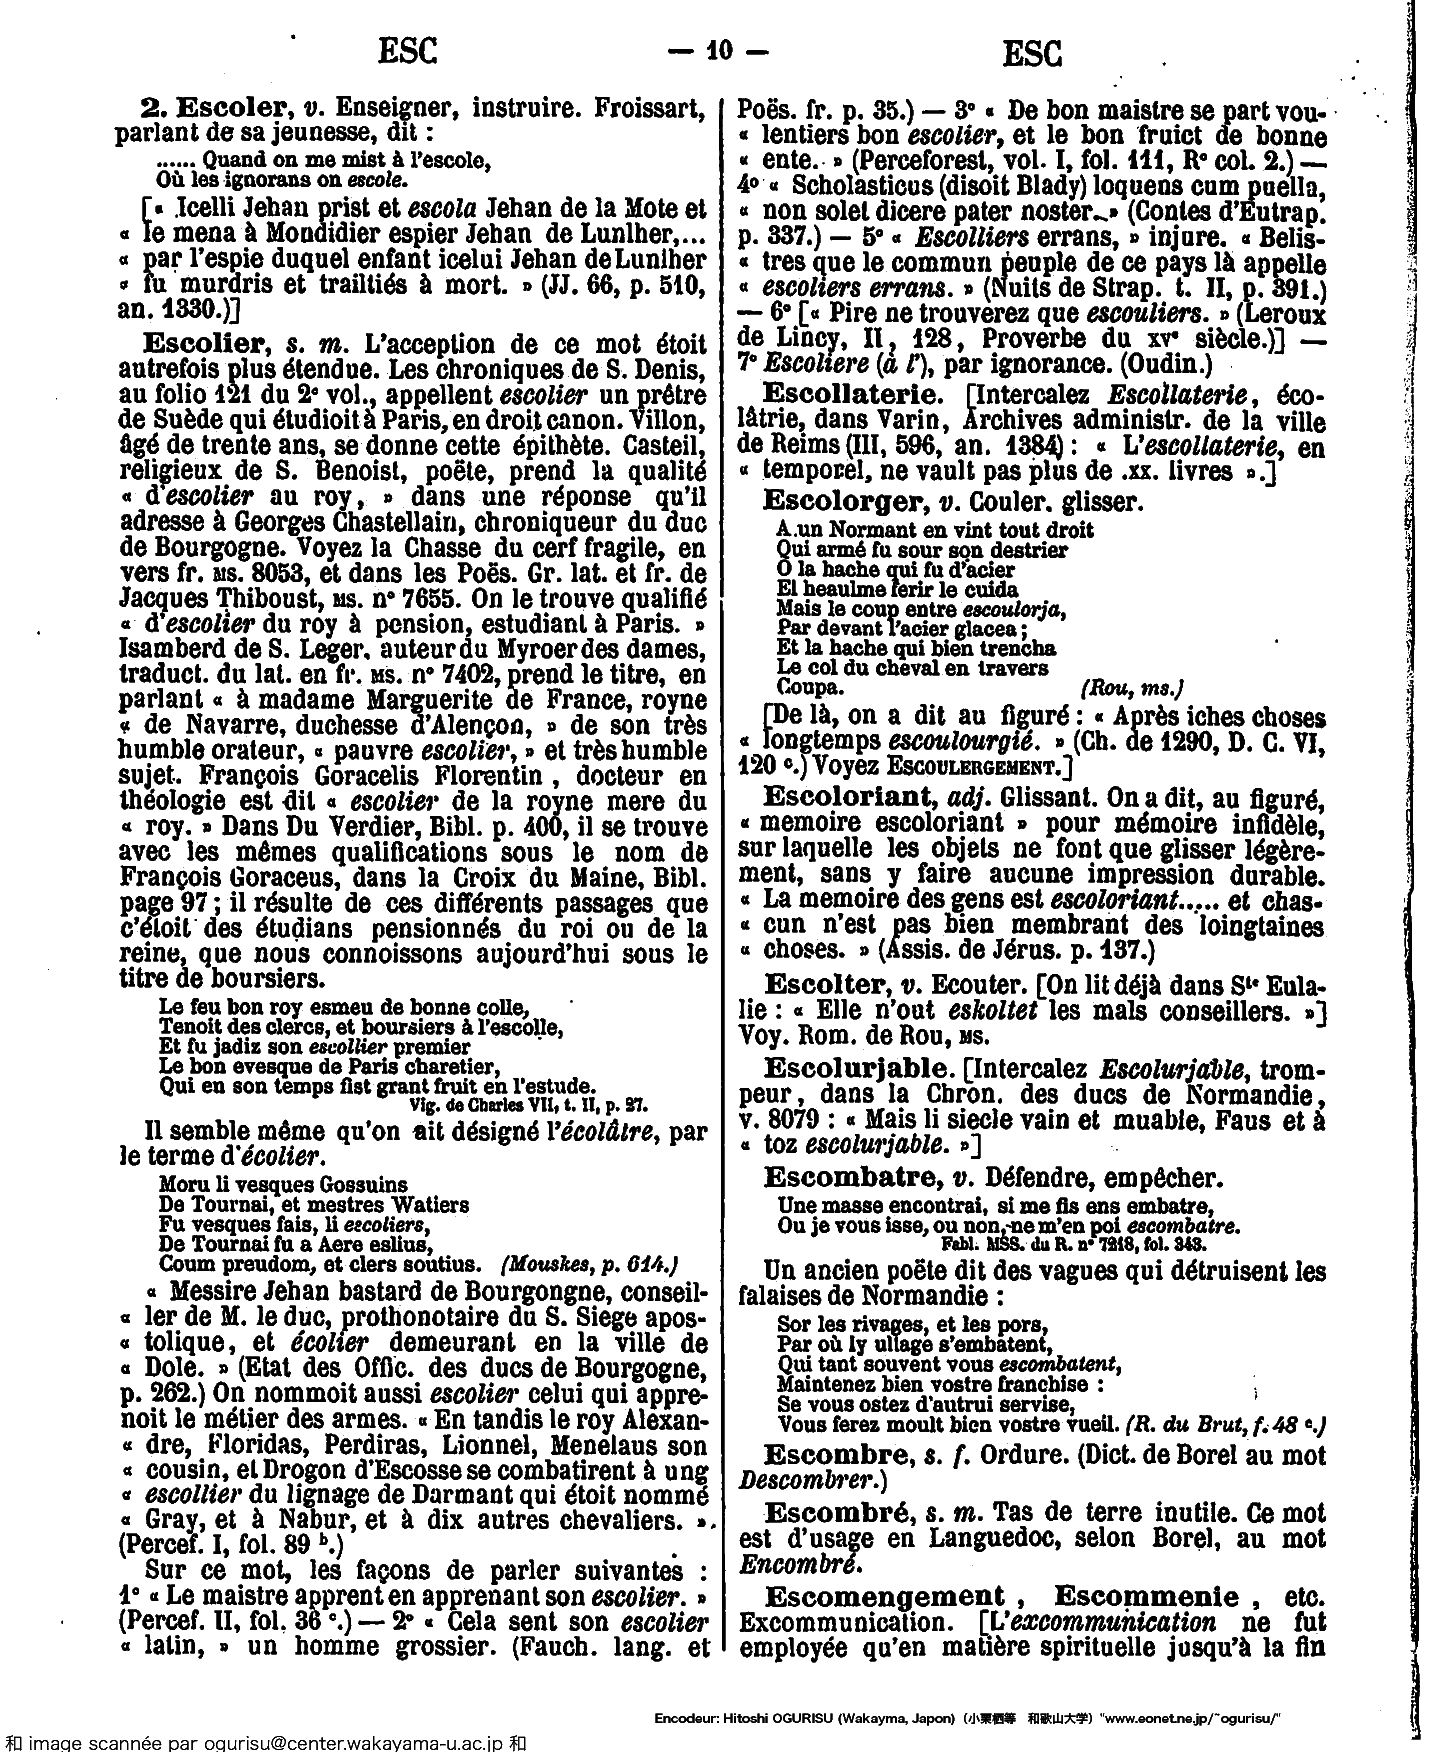 ESC — 10 — ESC
2. Escoler, v. Enseigner, instruire. Froissart,
parlant de sa jeunesse, dit :
...... Quand on me mist à l'escole,
Où les ignorans on escole.
[« Icelli Jehan prist et escola Jehan de la Mote et
« le mena à Mondidier espier Jehan de Lunlher,...
« par l'espie duquel enfant icelui Jehan de Lunlher
« fu murdris et trailtiés à mort. » (JJ. 66, p. 510,
an. 1330.)]
Escolier, s. m. L'acception de ce mot étoit
autrefois plus étendue. Les chroniques de S. Denis,
au folio 121 du 2e vol., appellent escolier un prêtre
de Suède qui étudioit à Paris, en droit canon. Villon,
âgé de trente ans, se donne cette épithète. Casteil,
religieux de S. Benoist, poëte, prend la qualité
« d'escolier au roy, » dans une réponse qu'il
adresse à Georges Chastellain, chroniqueur du duc
de Bourgogne. Voyez la Chasse du cerf fragile, en
vers fr. MS. 8053, et dans les Poës. Gr. lat. et fr. de
Jacques Thiboust, MS. n° 7655. On le trouve qualifié
« d'escolier du roy à pension, estudiant à Paris. »
Isamberd de S. Leger, auteur du Myroer des dames,
traduct. du lat. en fr. MS. n° 7402, prend le titre, en
parlant « à madame Marguerite de France, royne
« de Navarre, duchesse d'Alençon, » de son très
humble orateur, « pauvre escolier, » et très humble
sujet. François Goracelis Florentin , docteur en
théologie est dit « escolier de la royne mere du
« roy. » Dans Du Verdier, Bibl. p. 400, il se trouve
avec les mêmes qualifications sous le nom de
François Goraceus, dans la Croix du Maine, Bibl.
page 97 ; il résulte de ces différents passages que
c'étoit des étudians pensionnés du roi ou de la
reine, que nous connoissons aujourd'hui sous le
titre de boursiers.
Le feu bon roy esmeu de bonne colle,
Tenoit des clercs, et boursiers à l'escolle,
Et fu jadiz son escollier premier
Le bon evesque de Paris charetier,
Qui en son temps fist grant fruit en l'estude.
Vig. de Charles VII, t. II, p. 27.
Il semble même qu'on ait désigné l'écolâtre, par
le terme d'écolier.
Moru li vesques Gossuins
De Tournai, et mestres Watiers
Fu vesques fais, li escoliers,
De Tournai fu a Aere eslius,
Coum preudom, et clers soutius. (Mouskes, p. 614.)
« Messire Jehan bastard de Bourgongne, conseil-
« ler de M. le duc, prothonotaire du S. Siege apos-
« tolique, et écolier demeurant en la ville de
« Dole. » (Etat des Offic. des ducs de Bourgogne,
p. 262.) On nommoit aussi escolier celui qui appre-
noit le métier des armes. « En tandis le roy Alexan-
« dre, Floridas, Perdiras, Lionnel, Menelaus son
« cousin, et Drogon d'Escosse se combatirent à ung
« escollier du lignage de Darmant qui étoit nommé
« Gray, et à Nabur, et à dix autres chevaliers. ».
(Percef. I, fol. 89 b.)
Sur ce mot, les façons de parler suivantes :
1° « Le maistre apprent en apprenant son escolier. »
(Percef. II, fol. 36 c.) — 2° « Cela sent son escolier
« latin, » un homme grossier. (Fauch. lang. et
Poës. fr. p. 35.) — 3° « De bon maistre se part vou-
« lentiers bon escolier, et le bon fruict de bonne
« ente. » (Perceforest, vol. I, fol. 111, R° col. 2.) —
4° « Scholasticus (disoit Blady) loquens cum puella,
« non solet dicere pater noster.» (Contes d'Eutrap.
p. 337.) — 5° « Escolliers errans, » injure. « Belis-
« tres que le commun peuple de ce pays là appelle
« escoliers errans. » (Nuits de Strap. t. II, p. 391.)
— 6° [« Pire ne trouverez que escouliers. » (Leroux
de Lincy, II, 128, Proverbe du XVe siècle.)] —
7° Escoliere (à l'), par ignorance. (Oudin.)
Escollaterie. [Intercalez Escollaterie, éco-
lâtrie, dans Varin, Archives administr. de la ville
de Reims (III, 596, an. 1384) : « L'escollaterie, en
« temporel, ne vault pas plus de .xx. livres ».]
Escolorger, v. Couler, glisser.
A un Normant en vint tout droit
Qui armé fu sour son destrier
O la hache qui fu d'acier
El heaulme ferir le cuida
Mais le coup entre escoulorja,
Par devant l'acier glacea ;
Et la hache qui bien trencha
Le col du cheval en travers
Coupa. (Rou, ms.)
[De là, on a dit au figuré : « Après iches choses
« longtemps escoulourgié. » (Ch. de 1290, D. C. VI,
120 c.) Voyez ESCOULERGEMENT.]
Escoloriant, adj. Glissant. On a dit, au figuré,
« memoire escoloriant » pour mémoire infidèle,
sur laquelle les objets ne font que glisser légère-
ment, sans y faire aucune impression durable.
« La memoire des gens est escoloriant..... et chas-
« cun n'est pas bien membrant des loingtaines
« choses. » (Assis. de Jérus. p. 137.)
Escolter, v. Ecouter. [On lit déjà dans Ste Eula-
lie : « Elle n'out eskoltet les mals conseillers. »]
Voy. Rom. de Rou, MS.
Escolurjable. [Intercalez Escolurjable, trom-
peur, dans la Chron. des ducs de Normandie,
v. 8079 : « Mais li siecle vain et muable, Faus et à
« toz escolurjable. »]
Escombatre, v. Défendre, empêcher.
Une masse encontrai, si me fis ens embatre,
Ou je vous isse, ou non, ne m'en poi escombatre.
Fabl. MSS. du R. n° 7218, fol. 343.
Un ancien poëte dit des vagues qui détruisent les
falaises de Normandie :
Sor les rivages, et les pors,
Par où ly ullage s'embatent,
Qui tant souvent vous escombatent,
Maintenez bien vostre franchise :
Se vous ostez d'autrui servise,
Vous ferez moult bien vostre vueil. (R. du Brut, f. 48 c.)
Escombre, s. f. Ordure. (Dict. de Borel au mot
Descombrer.)
Escombré, s. m. Tas de terre inutile. Ce mot
est d'usage en Languedoc, selon Borel, au mot
Encombré.
Escomengement , Escommenie , etc.
Excommunication. [L'excommunication ne fut
employée qu'en matière spirituelle jusqu'à la fin
Encodeur: Hitoshi OGURISU (Wakayma, Japon) (小栗栖等 和歌山大学) "www.eonet.ne.jp/~ogurisu/"
和 image scannée par ogurisu@center.wakayama-u.ac.jp 和